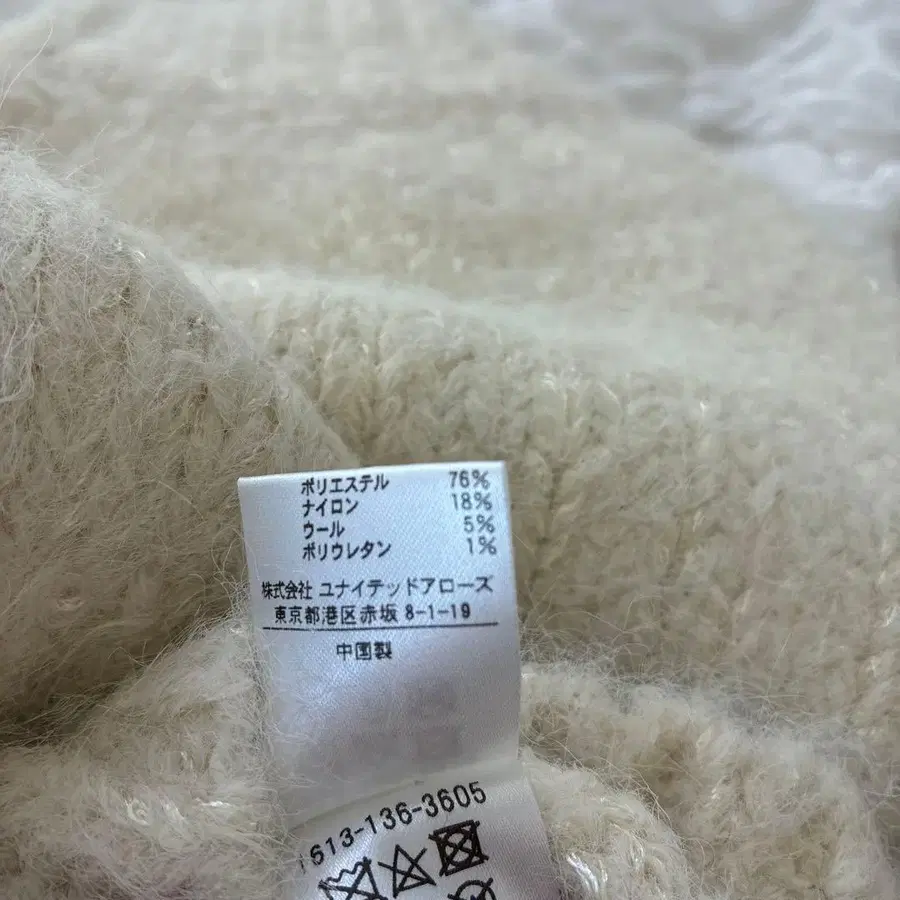 ポリエステル 76%
ナイロン 18%
ウール 5%
ポリウレタン 1%
株式会社 ユナイテッドアローズ
東京都港区赤坂 8-1-19
中国製
1613-136-3605